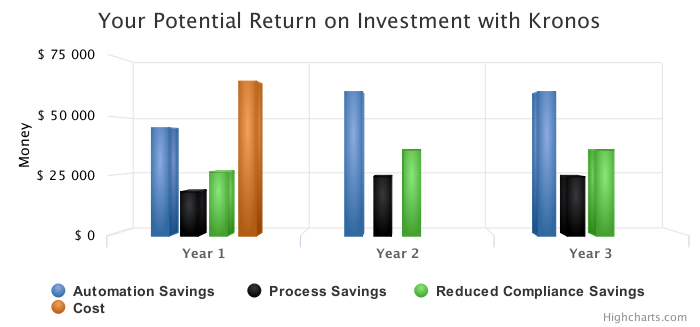 Your Potential Return on Investment with Kronos
$ 75 000
$ 50 000
$ 25 000
$ 0
Money
Year 1 Year 2 Year 3
Automation Savings Process Savings Reduced Compliance Savings
Cost
Highcharts.com